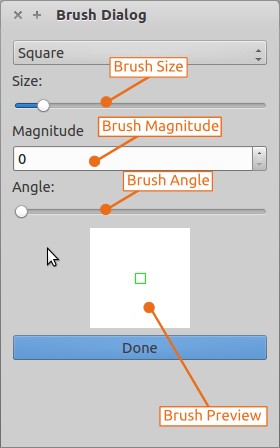 Brush Dialog
Square
Brush Size
Size:
Brush Magnitude
Magnitude
0
Brush Angle
Angle:
Done
Brush Preview